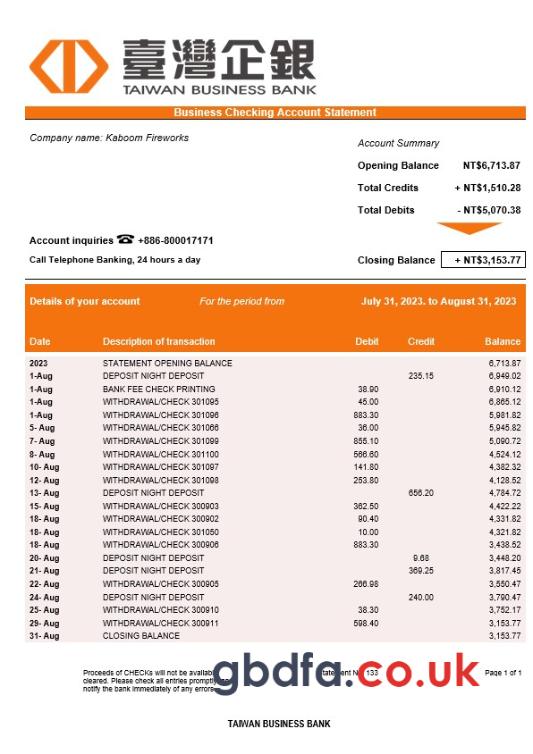 臺灣企銀
TAIWAN BUSINESS BANK
Business Checking Account Statement
Company name: Kaboom Fireworks
Account Summary
Opening Balance NT$6,713.87
Total Credits + NT$1,510.28
Total Debits - NT$5,070.38
Account inquiries ☎ +886-800017171
Call Telephone Banking, 24 hours a day
Closing Balance + NT$3,153.77
Details of your account For the period from July 31, 2023. to August 31, 2023
Date Description of transaction Debit Credit Balance
2023 STATEMENT OPENING BALANCE 6,713.87
1-Aug DEPOSIT NIGHT DEPOSIT 235.15 6,949.02
1-Aug BANK FEE CHECK PRINTING 38.90 6,910.12
1-Aug WITHDRAWAL/CHECK 301095 45.00 6,865.12
1-Aug WITHDRAWAL/CHECK 301096 883.30 5,981.82
5- Aug WITHDRAWAL/CHECK 301066 36.00 5,945.82
7- Aug WITHDRAWAL/CHECK 301099 855.10 5,090.72
8- Aug WITHDRAWAL/CHECK 301100 566.60 4,524.12
10- Aug WITHDRAWAL/CHECK 301097 141.80 4,382.32
12- Aug WITHDRAWAL/CHECK 301098 253.80 4,128.52
13- Aug DEPOSIT NIGHT DEPOSIT 656.20 4,784.72
15- Aug WITHDRAWAL/CHECK 300903 362.50 4,422.22
18- Aug WITHDRAWAL/CHECK 300902 90.40 4,331.82
18- Aug WITHDRAWAL/CHECK 301050 10.00 4,321.82
18- Aug WITHDRAWAL/CHECK 300906 883.30 3,438.52
20- Aug DEPOSIT NIGHT DEPOSIT 9.68 3,448.20
21- Aug DEPOSIT NIGHT DEPOSIT 369.25 3,817.45
22- Aug WITHDRAWAL/CHECK 300905 266.98 3,550.47
24- Aug DEPOSIT NIGHT DEPOSIT 240.00 3,790.47
25- Aug WITHDRAWAL/CHECK 300910 38.30 3,752.17
29- Aug WITHDRAWAL/CHECK 300911 598.40 3,153.77
31- Aug CLOSING BALANCE 3,153.77
Proceeds of CHECKs will not be 133 Page 1 of 1
cleared. Please check all entries
notify the bank immediately of any errors
gbdfa.co.uk
TAIWAN BUSINESS BANK